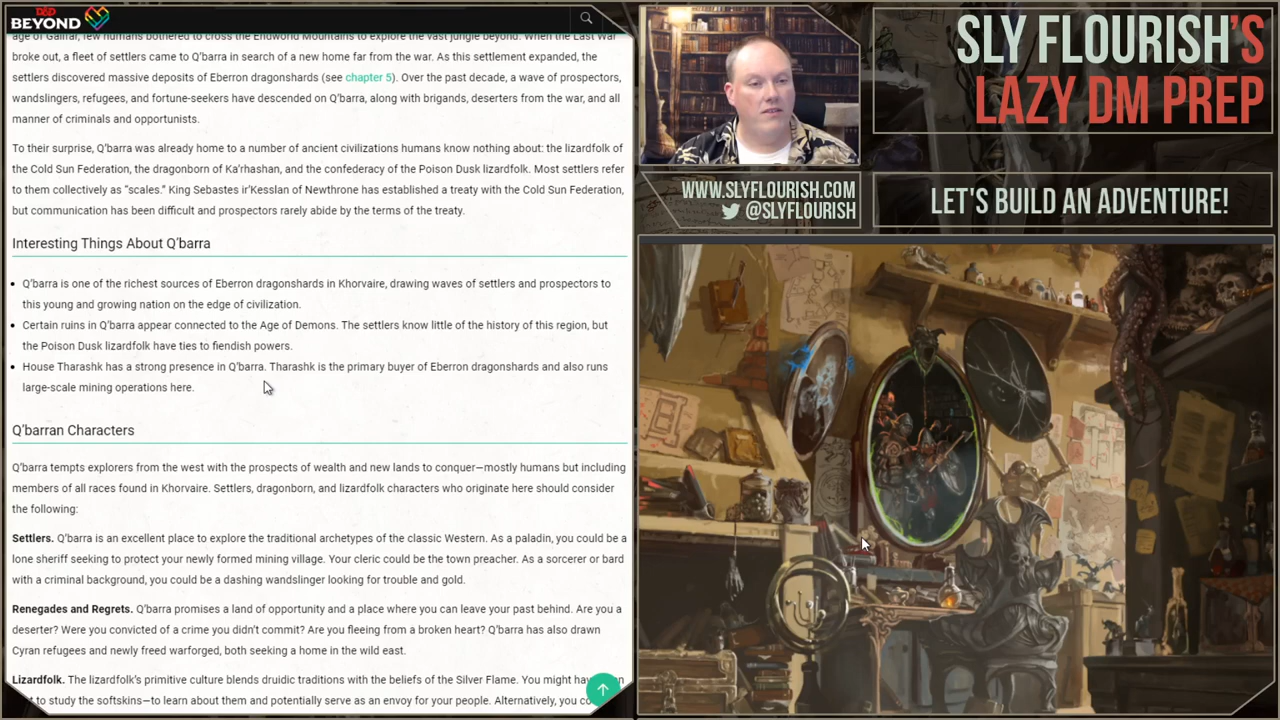 D&D
BEYOND
age of Galifar, few humans bothered to cross the Endworld Mountains to explore the vast jungle beyond. When the Last War
broke out, a fleet of settlers came to Q'barra in search of a new home far from the war. As this settlement expanded, the
settlers discovered massive deposits of Eberron dragonshards (see chapter 5). Over the past decade, a wave of prospectors,
wandslingers, refugees, and fortune-seekers have descended on Q'barra, along with brigands, deserters from the war, and all
manner of criminals and opportunists.
To their surprise, Q'barra was already home to a number of ancient civilizations humans know nothing about: the lizardfolk of
the Cold Sun Federation, the dragonborn of Ka'rhashan, and the confederacy of the Poison Dusk lizardfolk. Most settlers refer
to them collectively as “scales.” King Sebastes ir'Kesslan of Newthrone has established a treaty with the Cold Sun Federation,
but communication has been difficult and prospectors rarely abide by the terms of the treaty.
Interesting Things About Q'barra
• Q'barra is one of the richest sources of Eberron dragonshards in Khorvaire, drawing waves of settlers and prospectors to
this young and growing nation on the edge of civilization.
• Certain ruins in Q'barra appear connected to the Age of Demons. The settlers know little of the history of this region, but
the Poison Dusk lizardfolk have ties to fiendish powers.
• House Tharashk has a strong presence in Q'barra. Tharashk is the primary buyer of Eberron dragonshards and also runs
large-scale mining operations here.
Q'barran Characters
Q'barra tempts explorers from the west with the prospects of wealth and new lands to conquer—mostly humans but including
members of all races found in Khorvaire. Settlers, dragonborn, and lizardfolk characters who originate here should consider
the following:
Settlers. Q'barra is an excellent place to explore the traditional archetypes of the classic Western. As a paladin, you could be a
lone sheriff seeking to protect your newly formed mining village. Your cleric could be the town preacher. As a sorcerer or bard
with a criminal background, you could be a dashing wandslinger looking for trouble and gold.
Renegades and Regrets. Q'barra promises a land of opportunity and a place where you can leave your past behind. Are you a
deserter? Were you convicted of a crime you didn't commit? Are you fleeing from a broken heart? Q'barra has also drawn
Cyran refugees and newly freed warforged, both seeking a home in the wild east.
Lizardfolk. The lizardfolk's primitive culture blends druidic traditions with the beliefs of the Silver Flame. You might
to study the softskins—to learn about them and potentially serve as an envoy for your people. Alternatively, you
SLY FLOURISH'S
LAZY DM PREP
WWW.SLYFLOURISH.COM
@SLYFLOURISH
LET'S BUILD AN ADVENTURE!